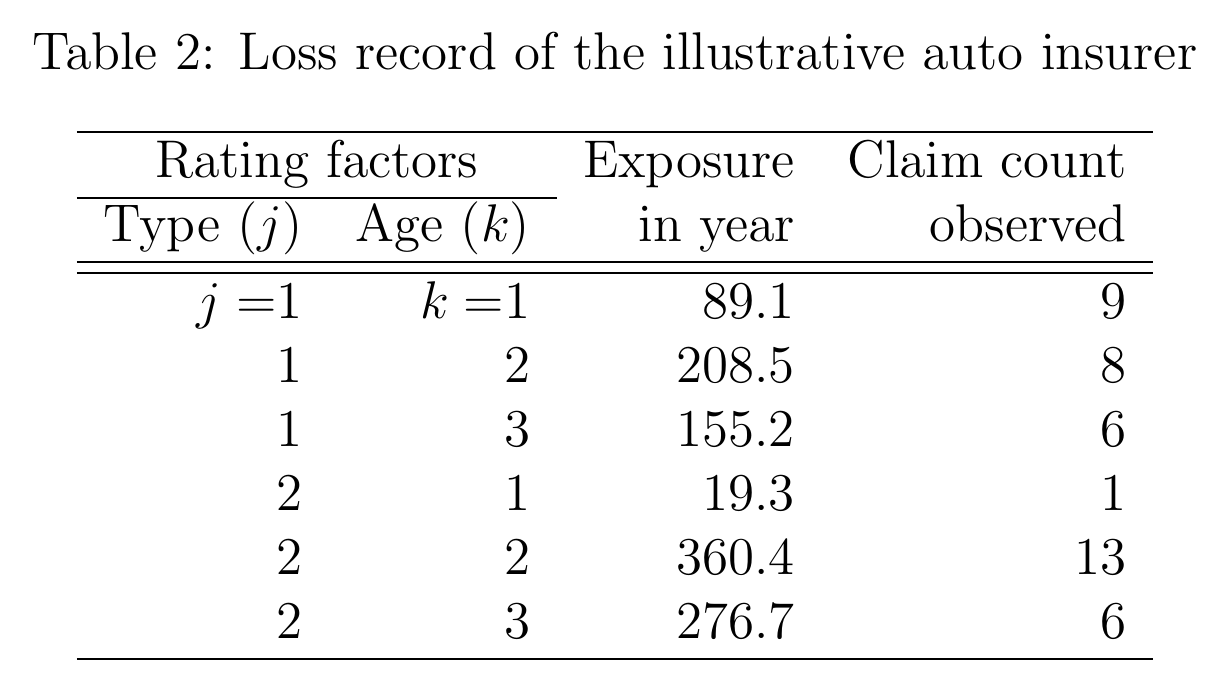 Table 2: Loss record of the illustrative auto insurer
Rating factors Exposure Claim count
Type (j) Age (k) in year observed
j =1 k =1 89.1 9
1 2 208.5 8
1 3 155.2 6
2 1 19.3 1
2 2 360.4 13
2 3 276.7 6